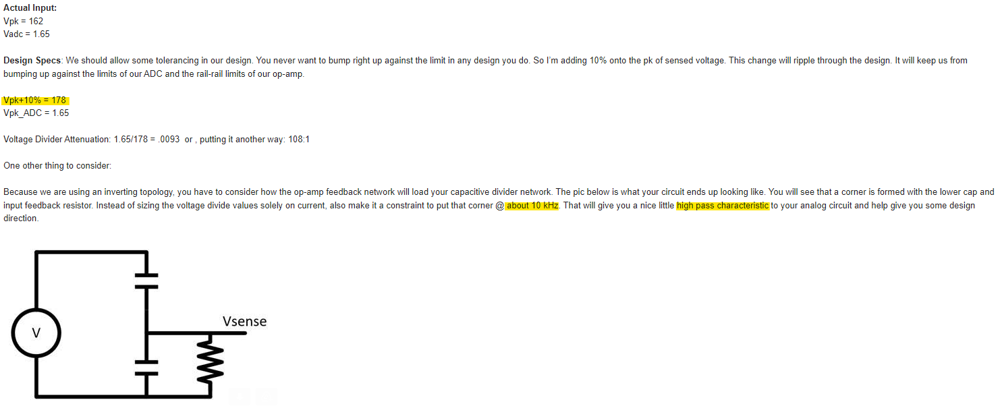 Actual Input:
Vpk = 162
Vadc = 1.65
Design Specs: We should allow some tolerancing in our design. You never want to bump right up against the limit in any design you do. So I'm adding 10% onto the pk of sensed voltage. This change will ripple through the design. It will keep us from
bumping up against the limits of our ADC and the rail-rail limits of our op-amp.
Vpk+10% = 178
Vpk_ADC = 1.65
Voltage Divider Attenuation: 1.65/178 = .0093  or , putting it another way: 108:1
One other thing to consider:
Because we are using an inverting topology, you have to consider how the op-amp feedback network will load your capacitive divider network. The pic below is what your circuit ends up looking like. You will see that a corner is formed with the lower cap and
input feedback resistor. Instead of sizing the voltage divide values solely on current, also make it a constraint to put that corner @ about 10 kHz. That will give you a nice little high pass characteristic to your analog circuit and help give you some design
direction.
Vsense
V